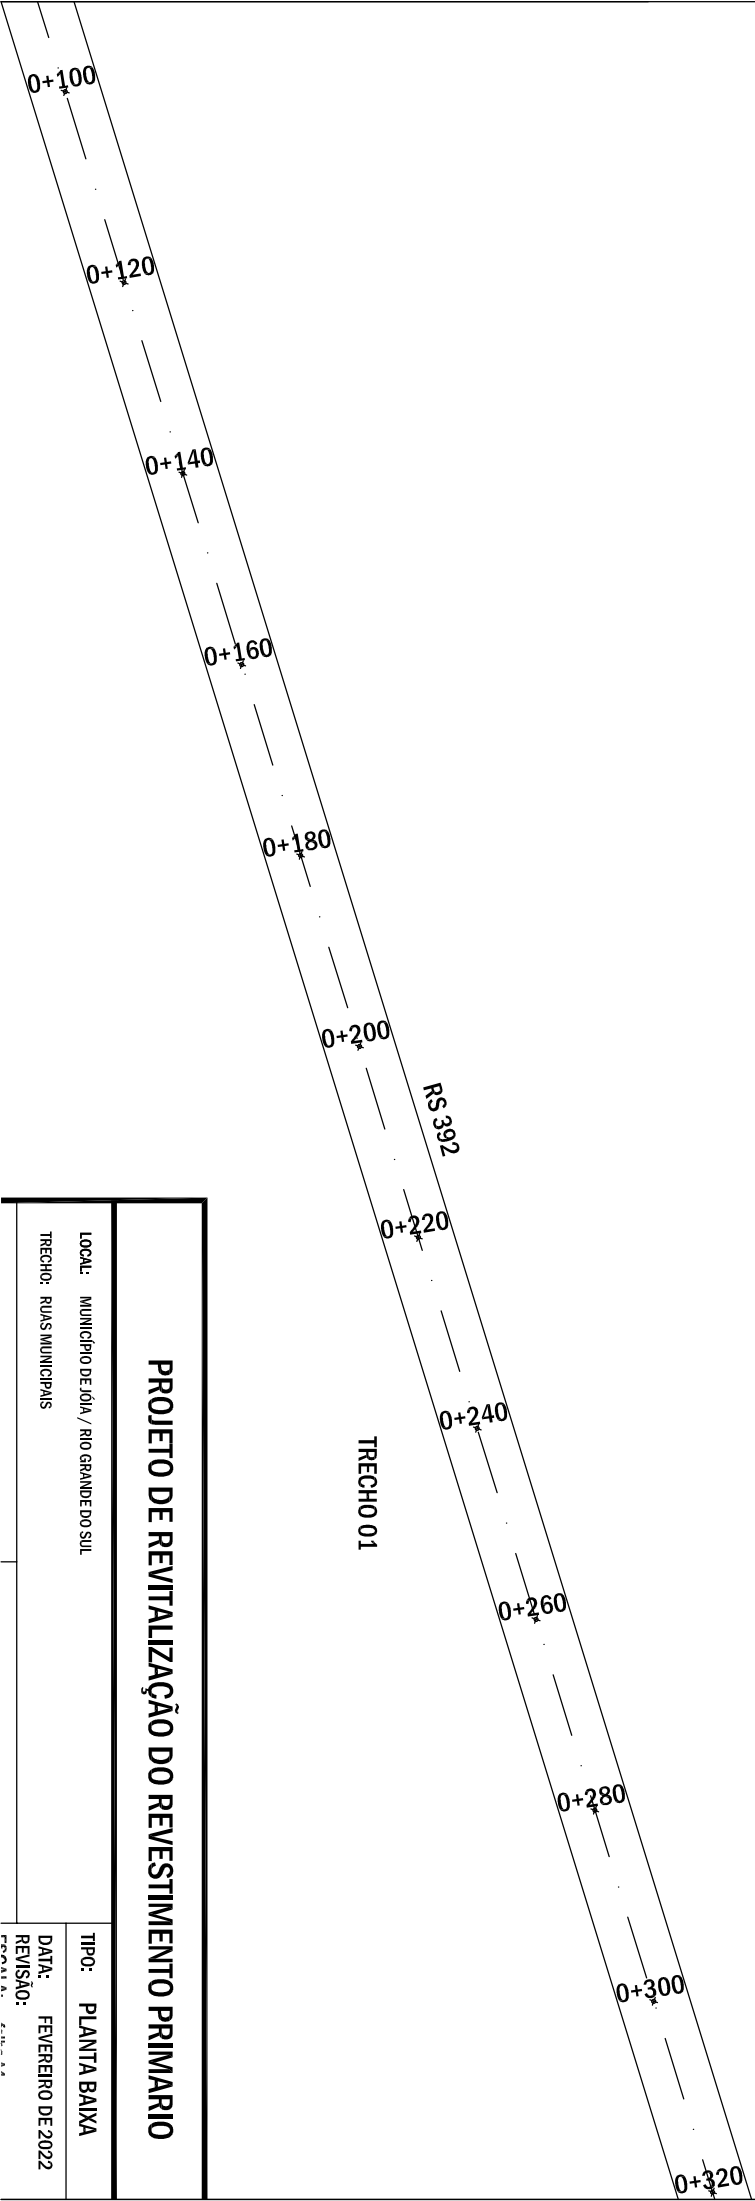 0+100
0+120
0+140
0+160
0+180
0+200
RS 392
0+220
0+240
TRECHO 01
0+260
0+280
0+300
0+320
PROJETO DE REVITALIZAÇÃO DO REVESTIMENTO PRIMARIO
LOCAL: MUNICÍPIO DE JÓIA / RIO GRANDE DO SUL
TRECHO: RUAS MUNICIPAIS
TIPO: PLANTA BAIXA
DATA: FEVEREIRO DE 2022
REVISÃO: